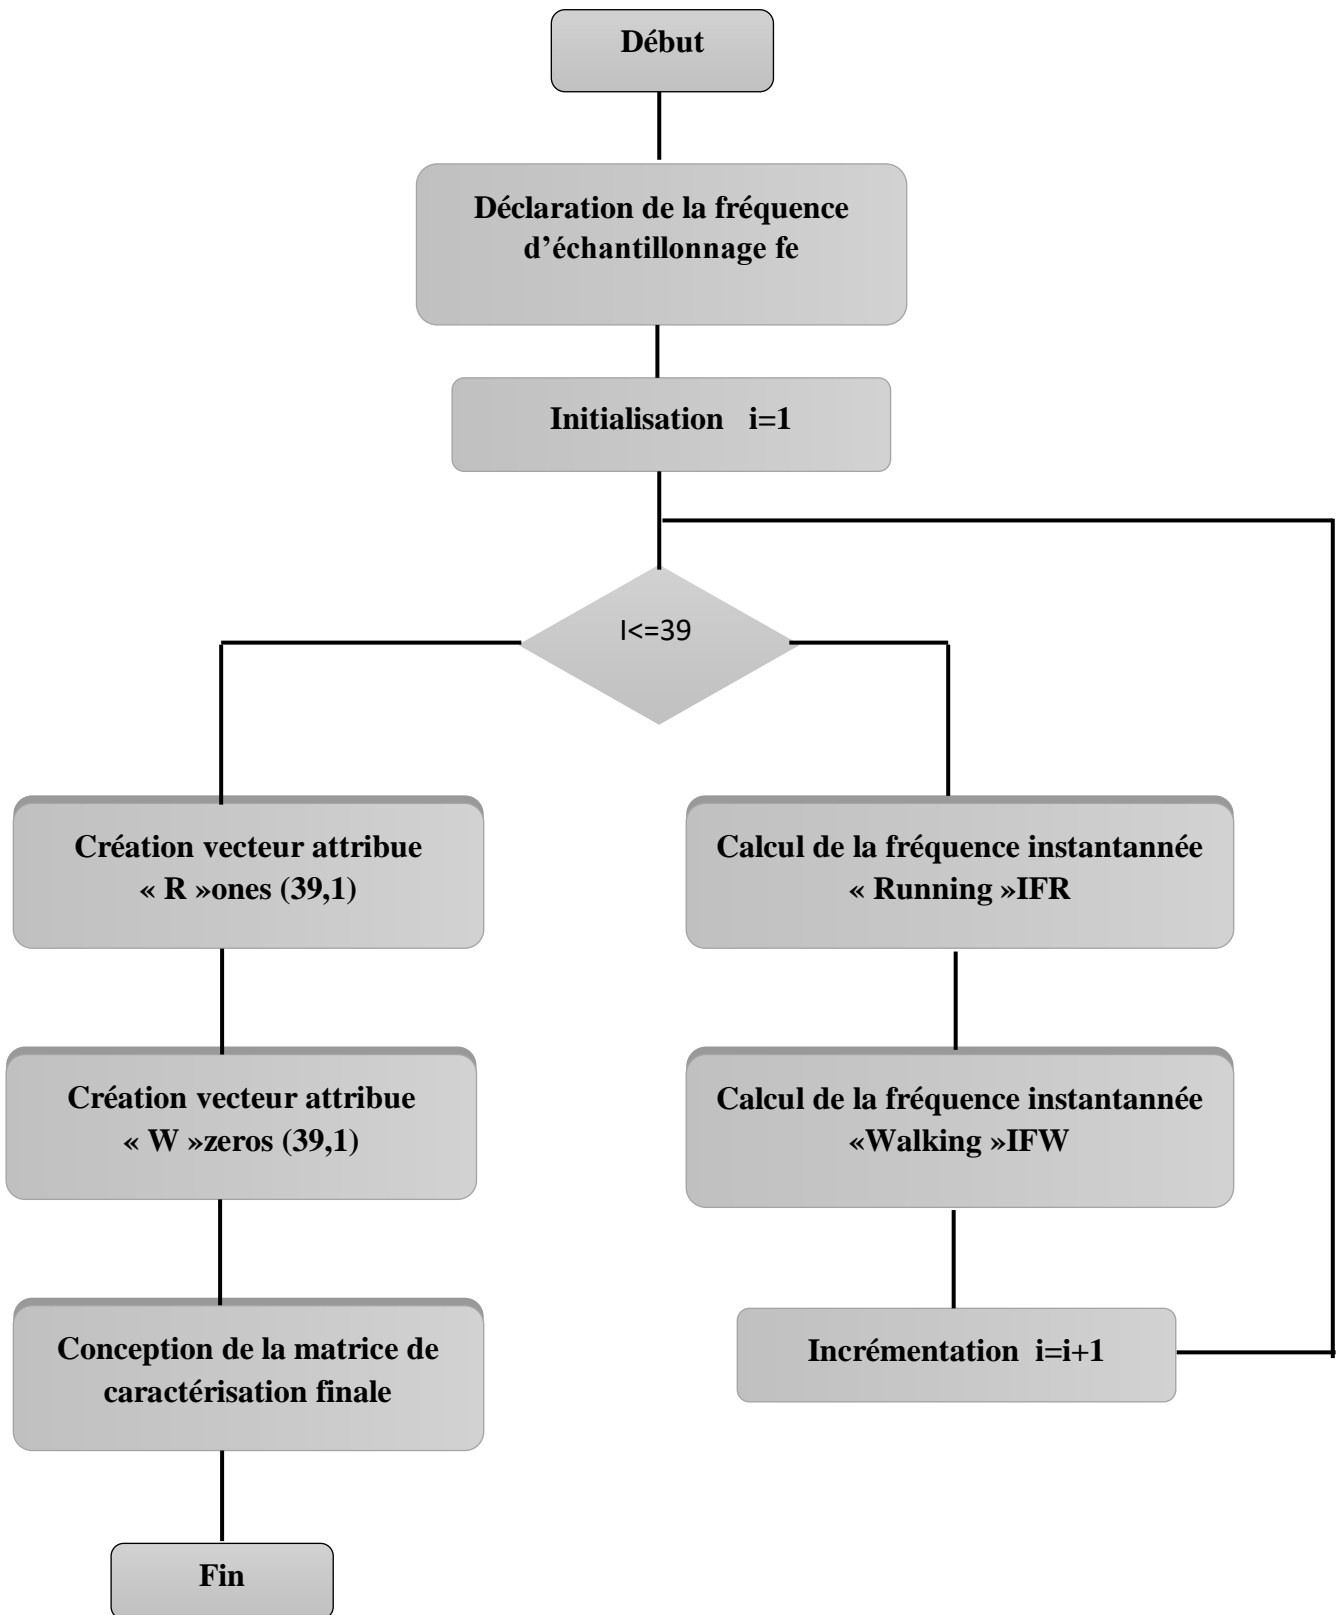 Début
Déclaration de la fréquence
d’échantillonnage fe
Initialisation i=1
I<=39
Création vecteur attribue
« R »ones (39,1)
Calcul de la fréquence instantannée
« Running »IFR
Création vecteur attribue
« W »zeros (39,1)
Calcul de la fréquence instantannée
«Walking »IFW
Conception de la matrice de
caractérisation finale
Incrémentation i=i+1
Fin